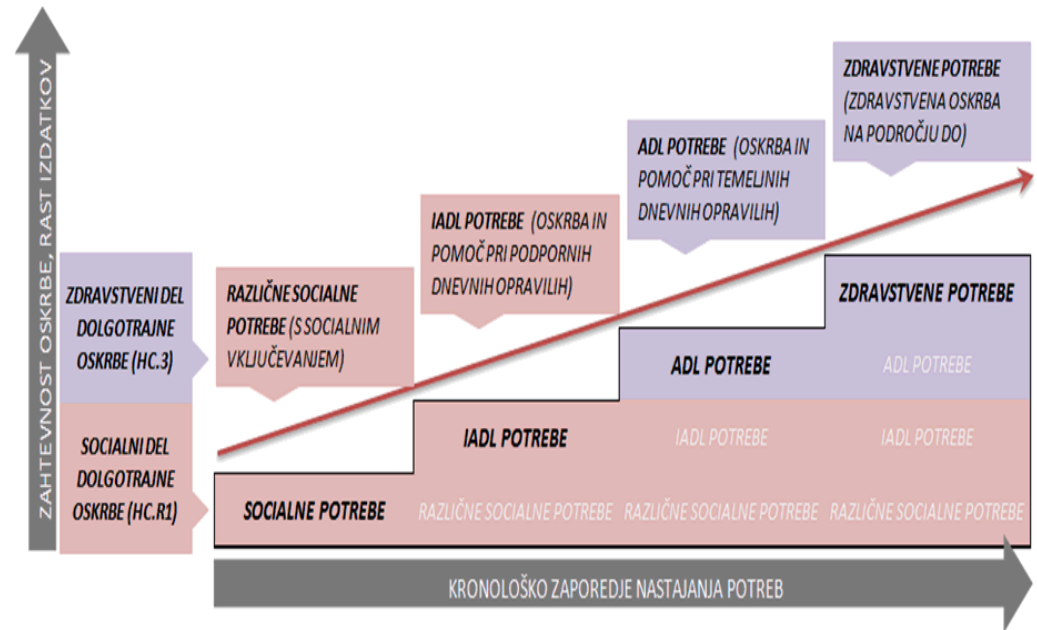 ZAHTEVNOST OSKRBE, RAST IZDATKOV
ZDRAVSTVENI DEL
DOLGOTRAJNE
OSKRBE (HC.3)
SOCIALNI DEL
DOLGOTRAJNE
OSKRBE (HC.R1)
RAZLIČNE SOCIALNE
POTREBE (S SOCIALNIM
VKLJUČEVANJEM)
IADL POTREBE (OSKRBA IN
POMOČ PRI PODPORNIH
DNEVNIH OPRAVILIH)
ADL POTREBE (OSKRBA IN
POMOČ PRI TEMELJNIH
DNEVNIH OPRAVILIH)
ZDRAVSTVENE POTREBE
(ZDRAVSTVENA OSKRBA
NA PODROČJU DO)
ZDRAVSTVENE POTREBE
ADL POTREBE
ADL POTREBE
IADL POTREBE
IADL POTREBE
IADL POTREBE
SOCIALNE POTREBE
RAZLIČNE SOCIALNE POTREBE
RAZLIČNE SOCIALNE POTREBE
RAZLIČNE SOCIALNE POTREBE
KRONOLOŠKO ZAPOREDJE NASTAJANJA POTREB